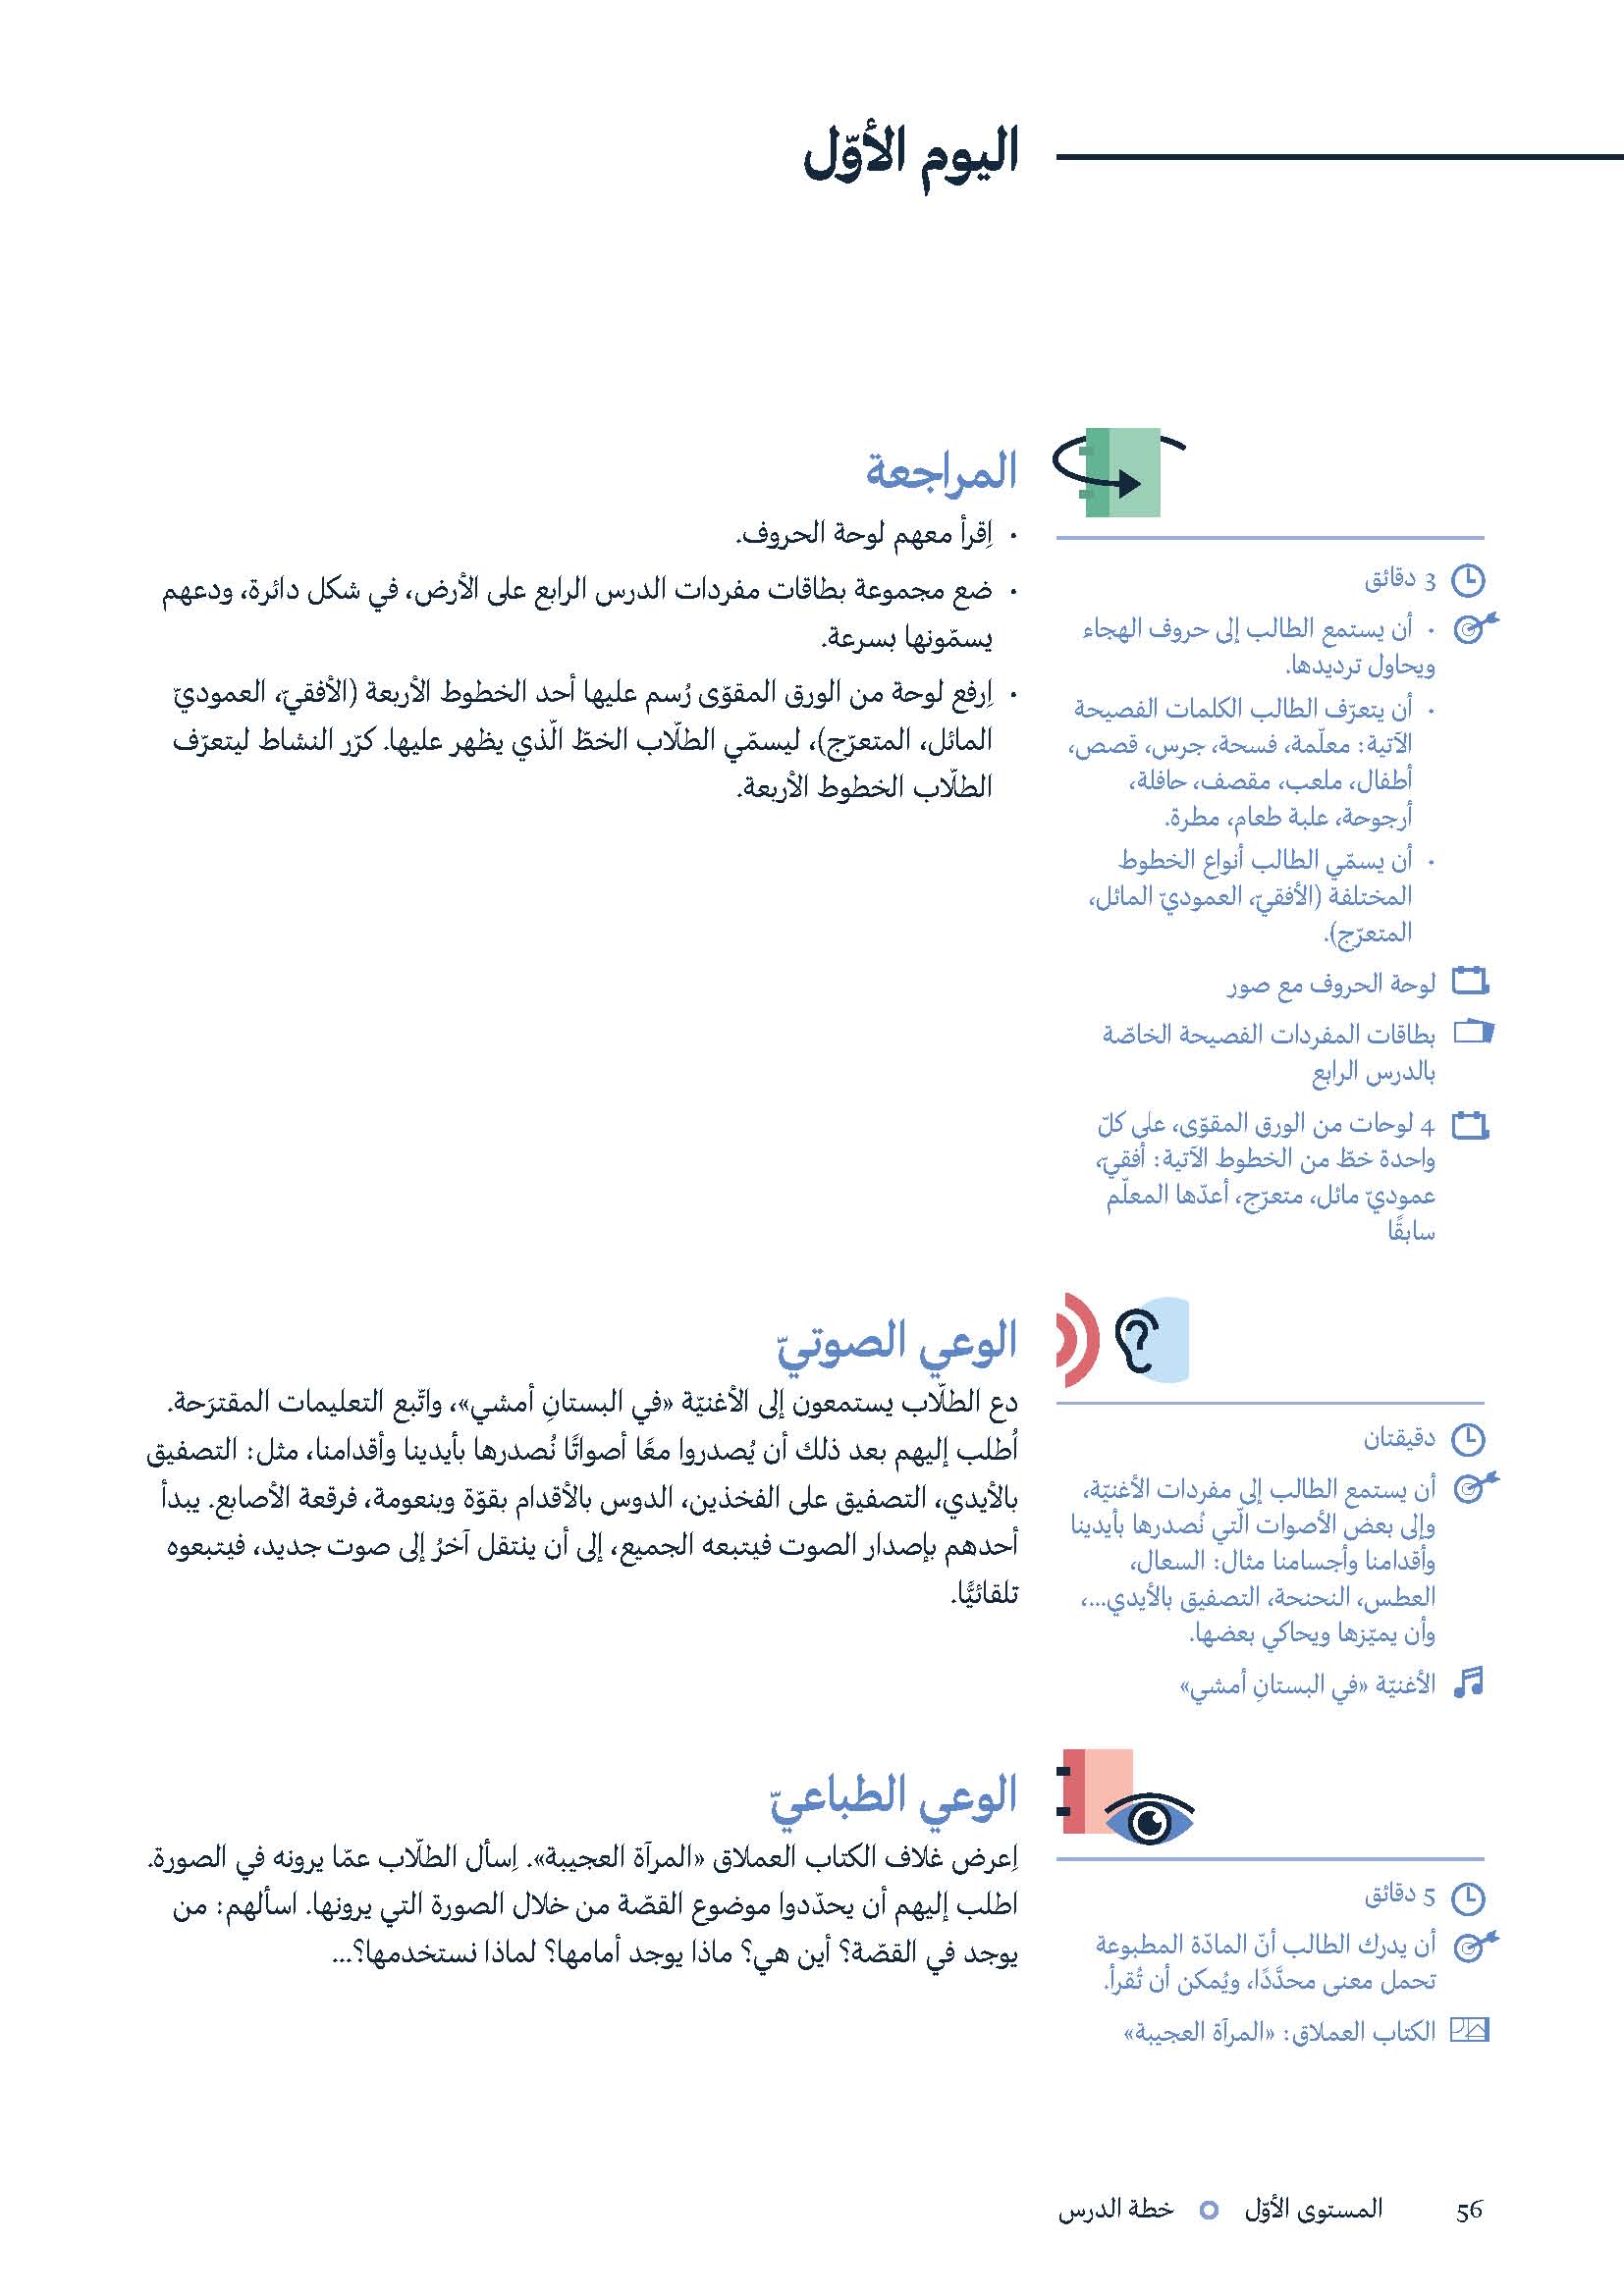 اليوم الأوّل
المراجعة
• اِقرأ معهم لوحة الحروف.
• ضع مجموعة بطاقات مفردات الدرس الرابع على الأرض، في شكل دائرة، ودعهم
يسمّونها بسرعة.
• اِرفع لوحة من الورق المقوّى رُسم عليها أحد الخطوط الأربعة (الأفقيّ، العموديّ
المائل، المتعرّج)، ليسمّي الطلّاب الخطّ الّذي يظهر عليها. كرّر النشاط ليتعرّف
الطلّاب الخطوط الأربعة.
3 دقائق
• أن يستمع الطالب إلى حروف الهجاء
ويحاول ترديدها.
• أن يتعرّف الطالب الكلمات الفصيحة
الآتية: معلّمة، فسحة، جرس، قصص،
أطفال، ملعب، مقصف، حافلة،
أرجوحة، علبة طعام، مطرة.
• أن يسمّي الطالب أنواع الخطوط
المختلفة (الأفقيّ، العموديّ المائل،
المتعرّج).
لوحة الحروف مع صور
بطاقات المفردات الفصيحة الخاصّة
بالدرس الرابع
4 لوحات من الورق المقوّى، على كلّ
واحدة خطّ من الخطوط الآتية: أفقيّ،
عموديّ مائل، متعرّج، أعدّها المعلّم
سابقًا
الوعي الصوتيّ
دع الطلّاب يستمعون إلى الأغنيّة «في البستانِ أمشي»، واتّبع التعليمات المقترَحة.
اُطلب إليهم بعد ذلك أن يُصدروا معًا أصواتًا نُصدرها بأيدينا وأقدامنا، مثل: التصفيق
بالأيدي، التصفيق على الفخذين، الدوس بالأقدام بقوّة وبنعومة، فرقعة الأصابع. يبدأ
أحدهم بإصدار الصوت فيتبعه الجميع، إلى أن ينتقل آخرُ إلى صوت جديد، فيتبعوه
تلقائيًّا.
دقيقتان
أن يستمع الطالب إلى مفردات الأغنيّة،
وإلى بعض الأصوات الّتي نُصدرها بأيدينا
وأقدامنا وأجسامنا مثال: السعال،
العطس، النحنحة، التصفيق بالأيدي...،
وأن يميّزها ويحاكي بعضها.
الأغنيّة «في البستانِ أمشي»
الوعي الطباعيّ
اِعرض غلاف الكتاب العملاق «المرآة العجيبة». اِسأل الطلّاب عمّا يرونه في الصورة.
اطلب إليهم أن يحدّدوا موضوع القصّة من خلال الصورة التي يرونها. اسألهم: من
يوجد في القصّة؟ أين هي؟ ماذا يوجد أمامها؟ لماذا نستخدمها؟...
5 دقائق
أن يدرك الطالب أنّ المادّة المطبوعة
تحمل معنى محدَّدًا، ويُمكن أن تُقرأ.
الكتاب العملاق: «المرآة العجيبة»
56 المستوى الأوّل خطة الدرس